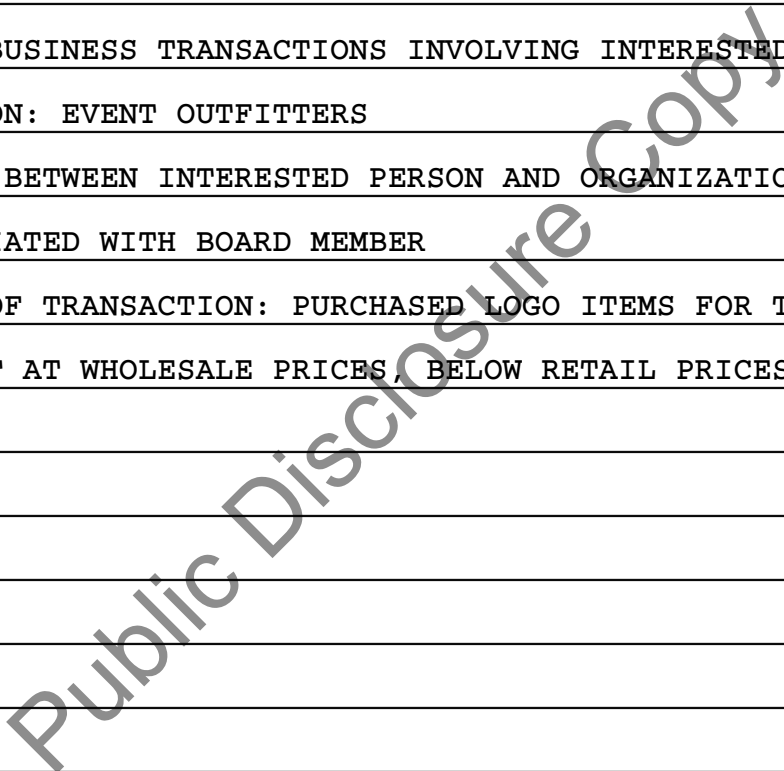 BUSINESS TRANSACTIONS INVOLVING INTERESTED
ON: EVENT OUTFITTERS
BETWEEN INTERESTED PERSON AND ORGANIZATIO
IATED WITH BOARD MEMBER
OF TRANSACTION: PURCHASED LOGO ITEMS FOR T
T AT WHOLESALE PRICES, BELOW RETAIL PRICES
Public Disclosure Copy